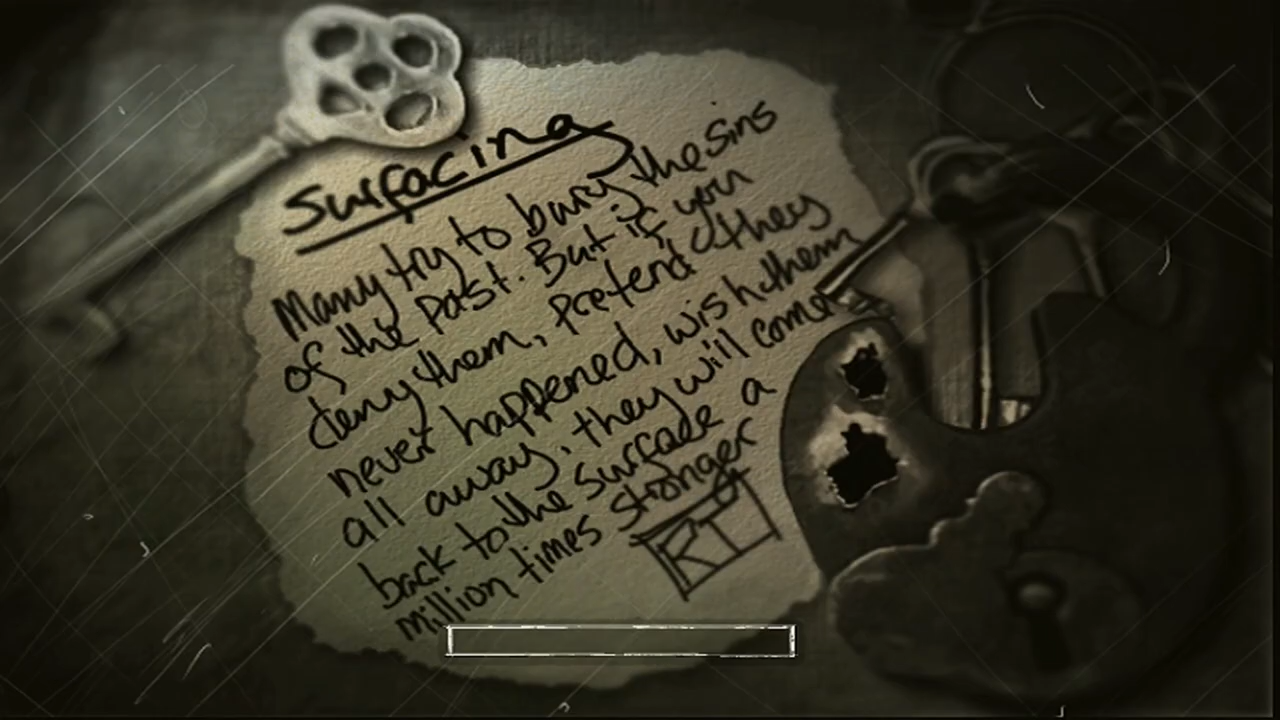 Surfacing
Many try to bury the sins
of the past. But if you
deny them, pretend they
never happened, wish them
all away, they will come
back to the surface a
million times stronger
RI